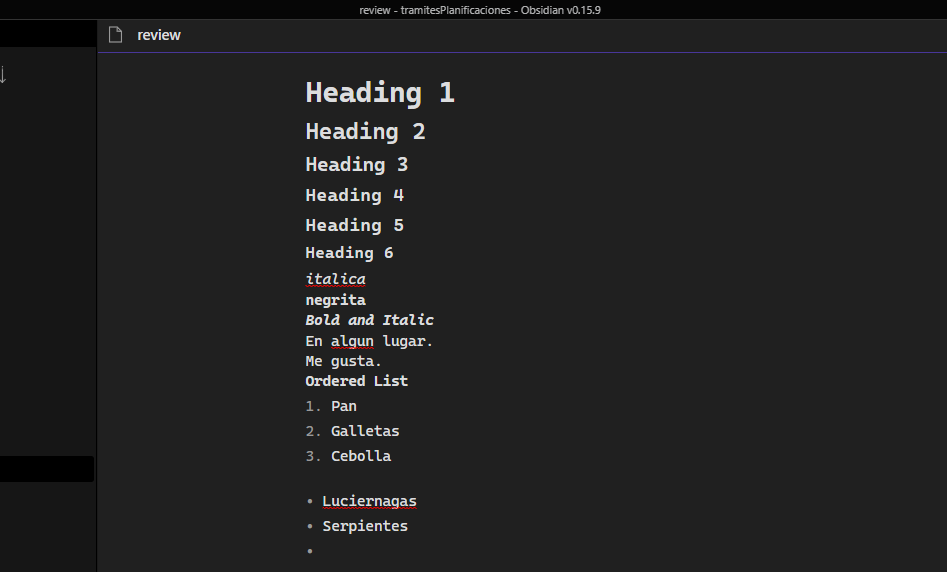 review - tramitesPlanificaciones - Obsidian v0.15.9
review
Heading 1
Heading 2
Heading 3
Heading 4
Heading 5
Heading 6
italica
negrita
Bold and Italic
En algun lugar.
Me gusta.
Ordered List
1. Pan
2. Galletas
3. Cebolla
• Luciernagas
• Serpientes
•